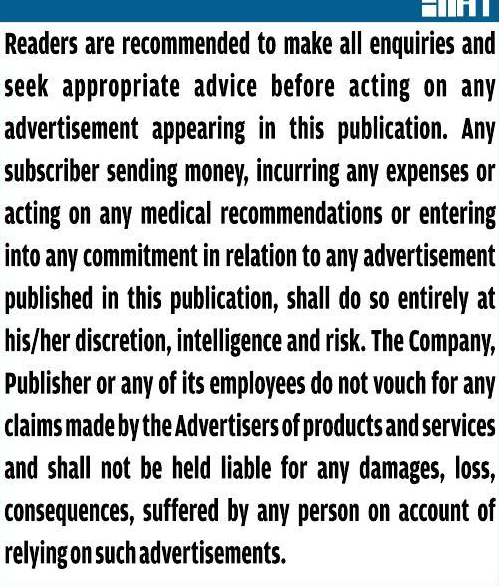 Readers are recommended to make all enquiries and
seek appropriate advice before acting on any
advertisement appearing in this publication. Any
subscriber sending money, incurring any expenses or
acting on any medical recommendations or entering
into any commitment in relation to any advertisement
published in this publication, shall do so entirely at
his/her discretion, intelligence and risk. The Company,
Publisher or any of its employees do not vouch for any
claims made by the Advertisers of products and services
and shall not be held liable for any damages, loss,
consequences, suffered by any person on account of
relying on such advertisements.